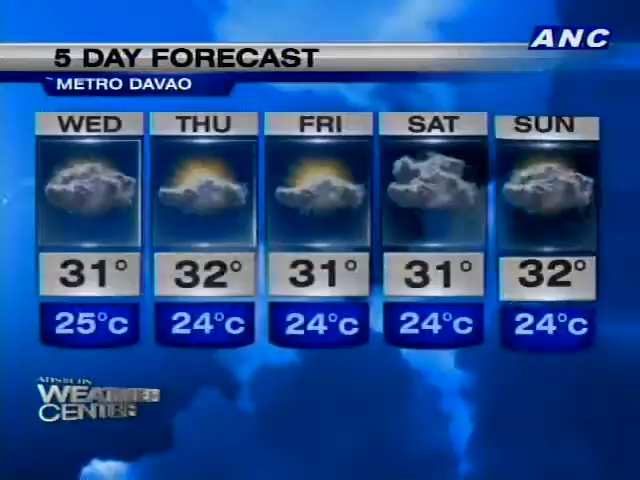 ANC
5 DAY FORECAST
METRO DAVAO
WED THU FRI SAT SUN
31° 32° 31° 31° 32°
25°C 24°C 24°C 24°C 24°C
WEATHER
CENTER